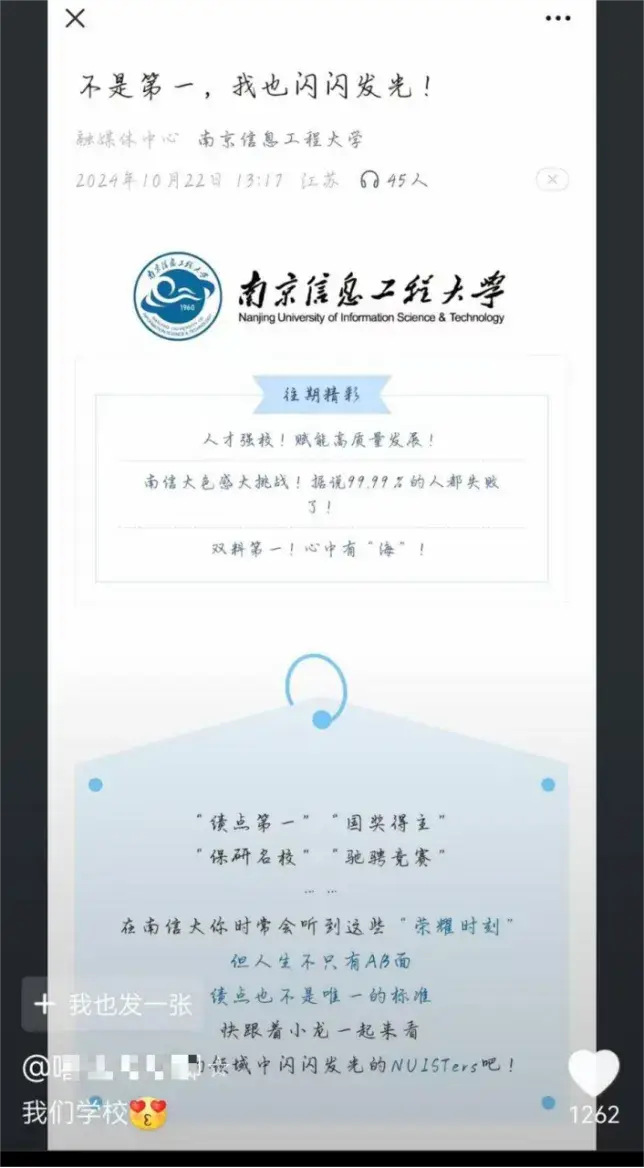 不是第一，我也闪闪发光！
融媒体中心 南京信息工程大学
2024年10月22日 13:17 江苏 45人
南京信息工程大学
1960
南京信息工程大学
Nanjing University of Information Science & Technology
往期精彩
人才强校！赋能高质量发展！
南信大色感大挑战！据说99.99%的人都失败
了！
双料第一！心中有“海”！
“绩点第一”“国奖得主”
“保研名校”“驰骋竞赛”
… …
在南信大你时常会听到这些“荣耀时刻”
但人生不只有AB面
绩点也不是唯一的标准
快跟着小龙一起来看
域中闪闪发光的NUISTers吧！
+ 我也发一张
@
我们学校😍
1262